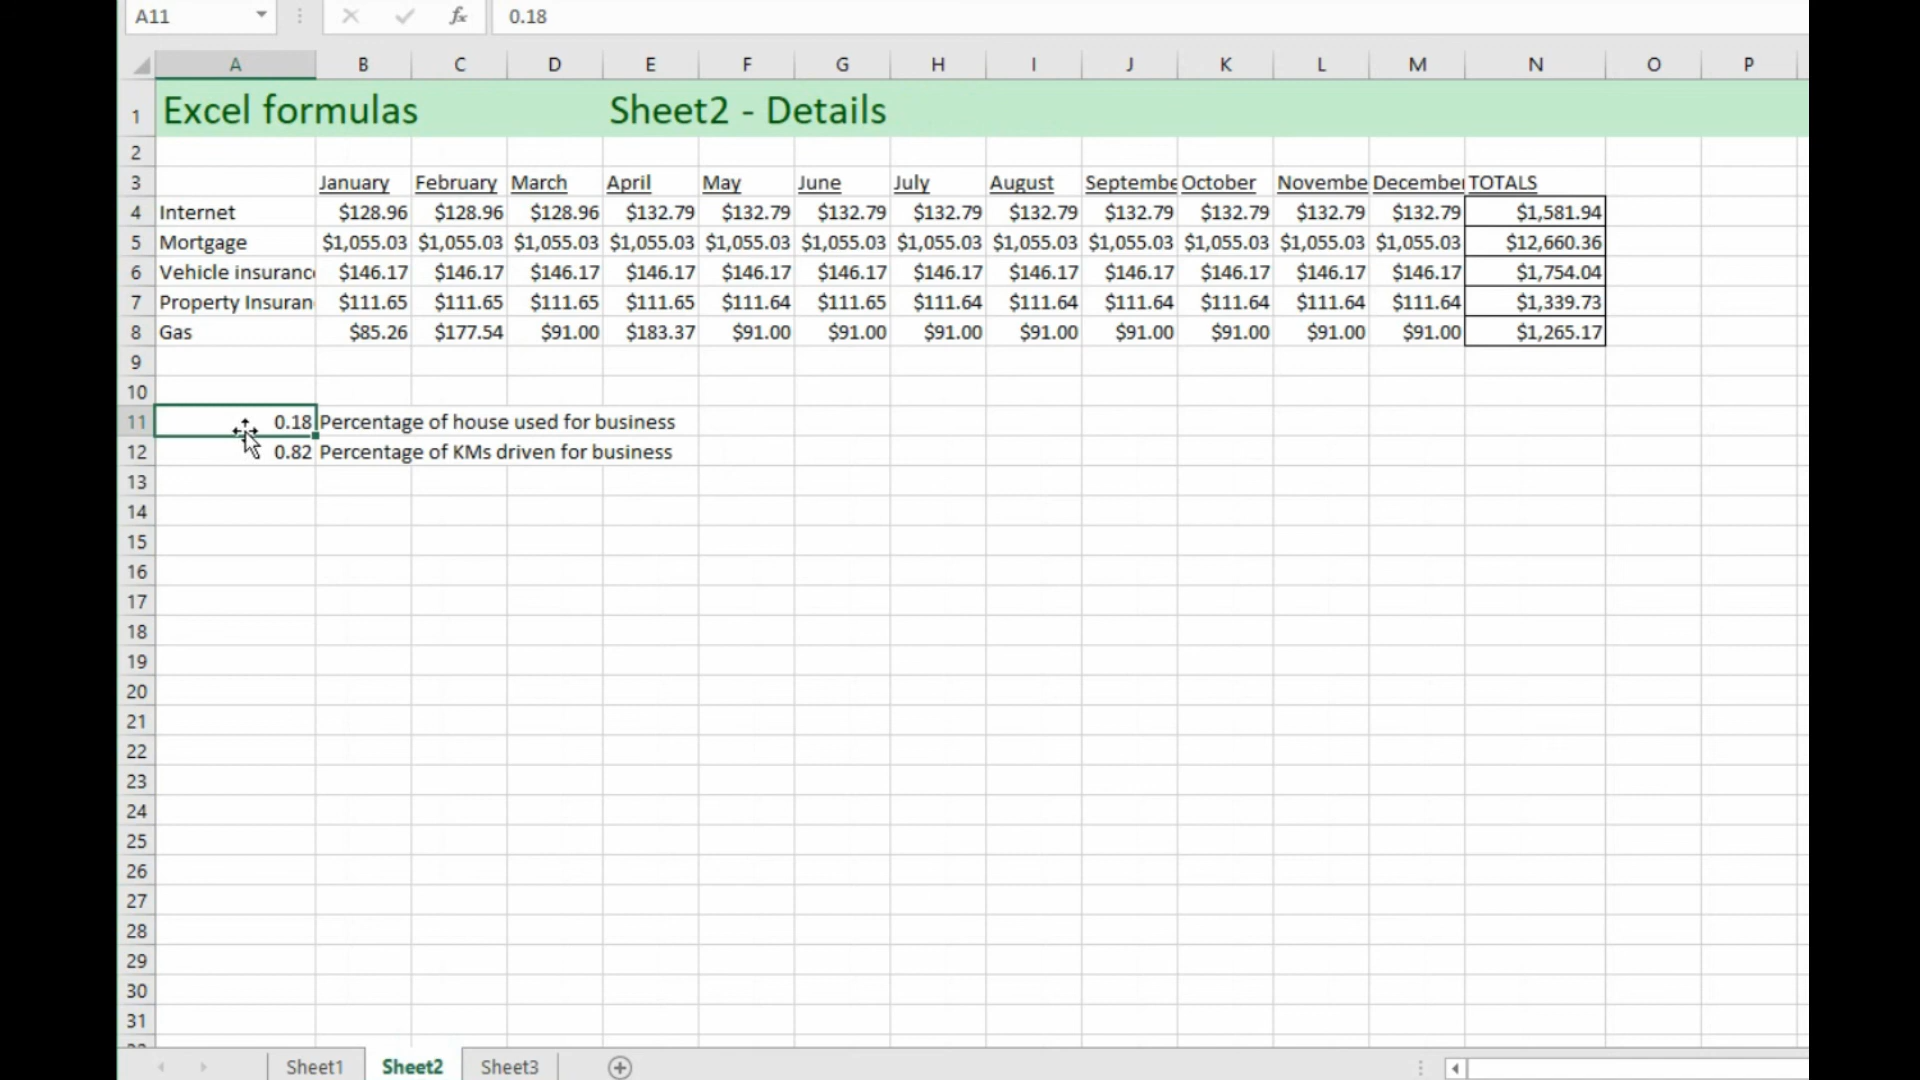 A11 fx 0.18
A B C D E F G H I J K L M N O P
1 Excel formulas Sheet2 - Details
2
3 January February March April May June July August Septembe October Novembe December TOTALS
4 Internet $128.96 $128.96 $128.96 $132.79 $132.79 $132.79 $132.79 $132.79 $132.79 $132.79 $132.79 $132.79 $1,581.94
5 Mortgage $1,055.03 $1,055.03 $1,055.03 $1,055.03 $1,055.03 $1,055.03 $1,055.03 $1,055.03 $1,055.03 $1,055.03 $1,055.03 $1,055.03 $12,660.36
6 Vehicle insuranc $146.17 $146.17 $146.17 $146.17 $146.17 $146.17 $146.17 $146.17 $146.17 $146.17 $146.17 $146.17 $1,754.04
7 Property Insuran $111.65 $111.65 $111.65 $111.65 $111.64 $111.65 $111.64 $111.64 $111.64 $111.64 $111.64 $111.64 $1,339.73
8 Gas $85.26 $177.54 $91.00 $183.37 $91.00 $91.00 $91.00 $91.00 $91.00 $91.00 $91.00 $91.00 $1,265.17
9
10
11 0.18 Percentage of house used for business
12 0.82 Percentage of KMs driven for business
13
14
15
16
17
18
19
20
21
22
23
24
25
26
27
28
29
30
31
Sheet1 Sheet2 Sheet3